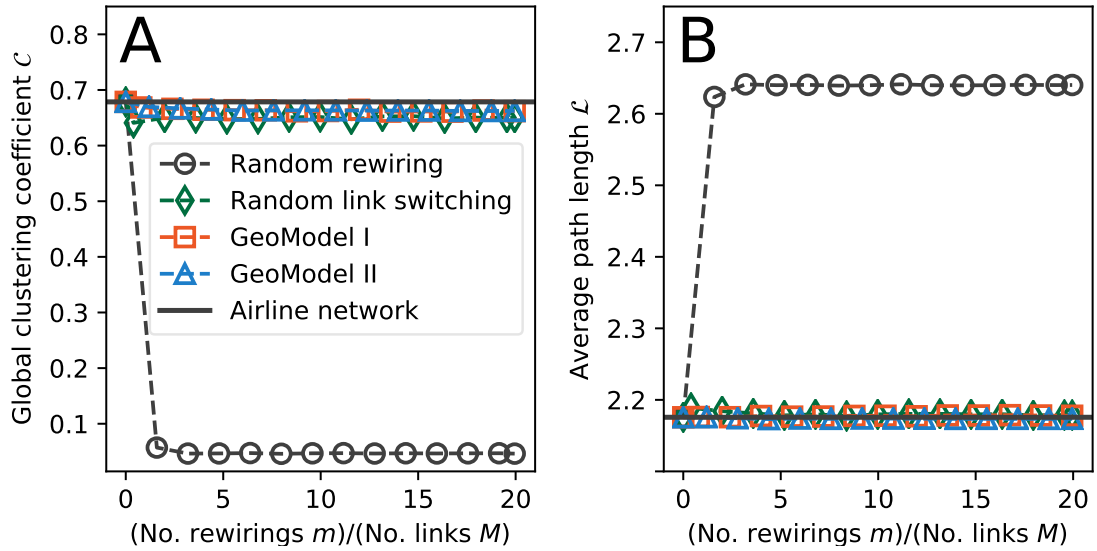 A
Global clustering coefficient 𝒞
0.8
0.7
0.6
0.5
0.4
0.3
0.2
0.1
0 5 10 15 20
(No. rewirings m)/(No. links M)
Random rewiring
Random link switching
GeoModel I
GeoModel II
Airline network
B
Average path length ℒ
2.7
2.6
2.5
2.4
2.3
2.2
0 5 10 15 20
(No. rewirings m)/(No. links M)